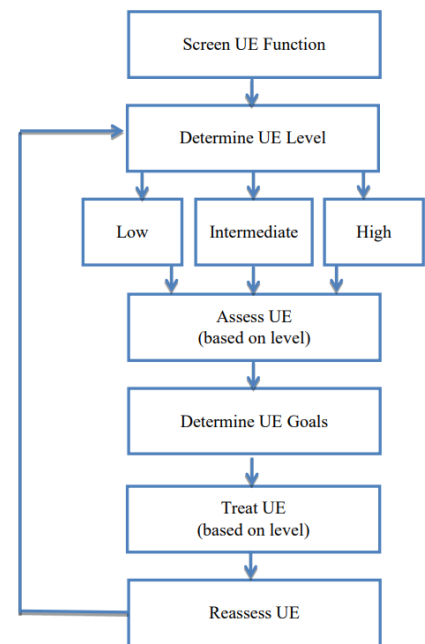 Screen UE Function
Determine UE Level
Low
Intermediate
High
Assess UE
(based on level)
Determine UE Goals
Treat UE
(based on level)
Reassess UE